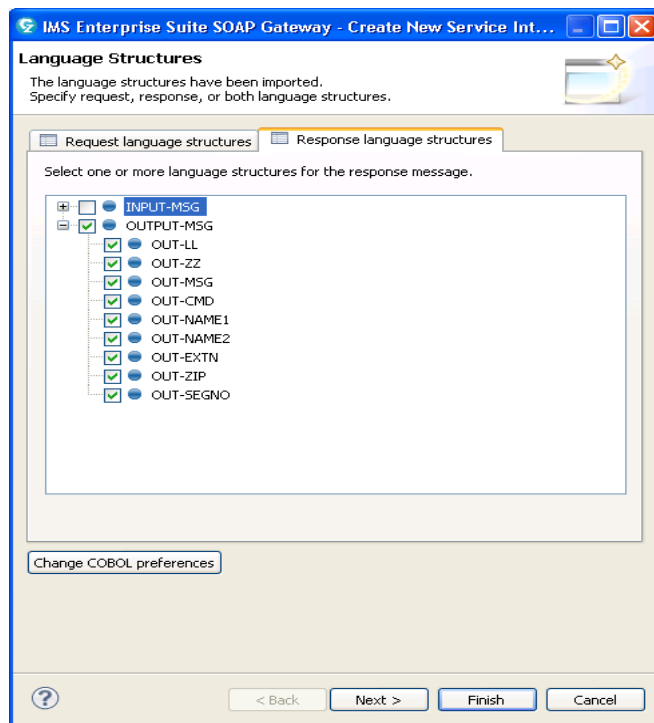 IMS Enterprise Suite SOAP Gateway - Create New Service Int...
Language Structures
The language structures have been imported.
Specify request, response, or both language structures.
Request language structures
Response language structures
Select one or more language structures for the response message.
INPUT-MSG
OUTPUT-MSG
OUT-LL
OUT-ZZ
OUT-MSG
OUT-CMD
OUT-NAME1
OUT-NAME2
OUT-EXTN
OUT-ZIP
OUT-SEGNO
Change COBOL preferences
? < Back Next > Finish Cancel